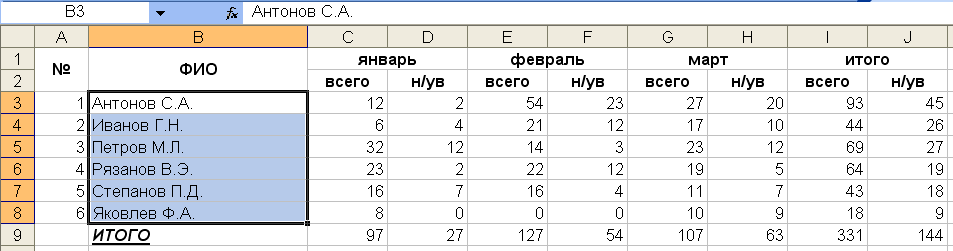 B3 fx Антонов С.А.
A B C D E F G H I J
1 № ФИО январь февраль март итого
2 всего н/ув всего н/ув всего н/ув всего н/ув
3 1 Антонов С.А. 12 2 54 23 27 20 93 45
4 2 Иванов Г.Н. 6 4 21 12 17 10 44 26
5 3 Петров М.Л. 32 12 14 3 23 12 69 27
6 4 Рязанов В.Э. 23 2 22 12 19 5 64 19
7 5 Степанов П.Д. 16 7 16 4 11 7 43 18
8 6 Яковлев Ф.А. 8 0 0 0 10 9 18 9
9 ИТОГО 97 27 127 54 107 63 331 144